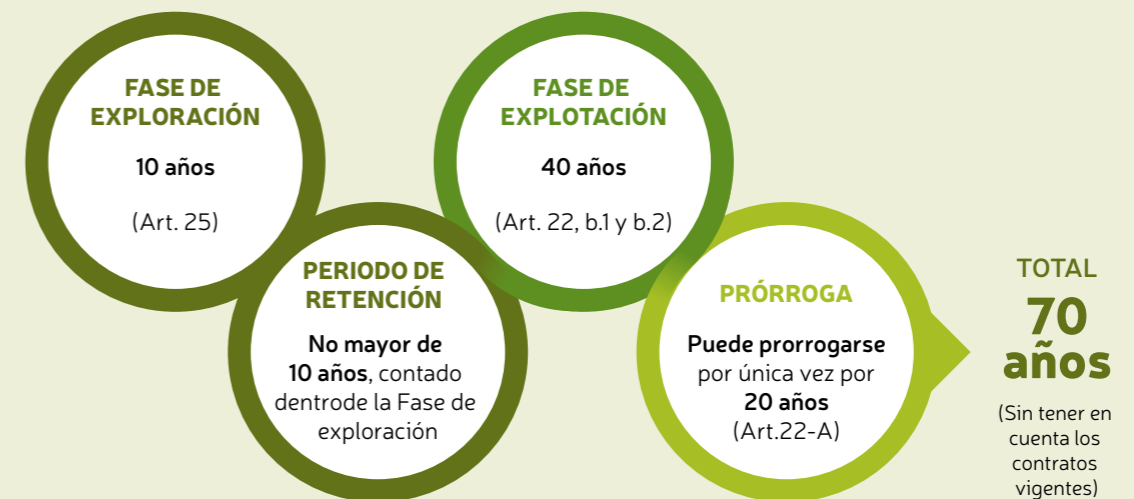 FASE DE
EXPLORACIÓN
10 años
(Art. 25)
PERIODO DE
RETENCIÓN
No mayor de
10 años, contado
dentrode la Fase de
exploración
FASE DE
EXPLOTACIÓN
40 años
(Art. 22, b.1 y b.2)
PRÓRROGA
Puede prorrogarse
por única vez por
20 años
(Art.22-A)
TOTAL
70
años
(Sin tener en
cuenta los
contratos
vigentes)